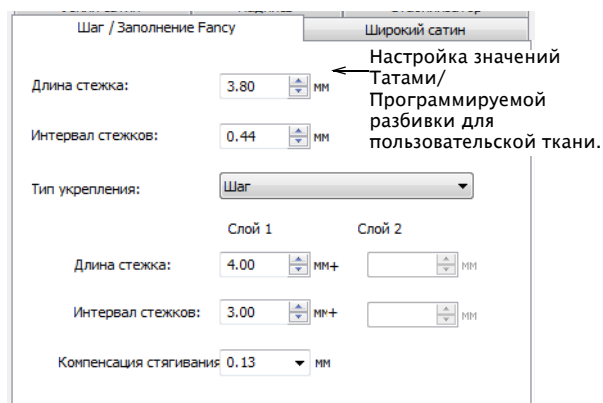 Шаг / Заполнение Fancy
Широкий сатин
Настройка значений
Татами/
Программируемой
разбивки для
пользовательской ткани.
Длина стежка: 3.80 мм
Интервал стежков: 0.44 мм
Тип укрепления: Шаг
Слой 1 Слой 2
Длина стежка: 4.00 мм+ мм
Интервал стежков: 3.00 мм+ мм
Компенсация стягивания 0.13 мм